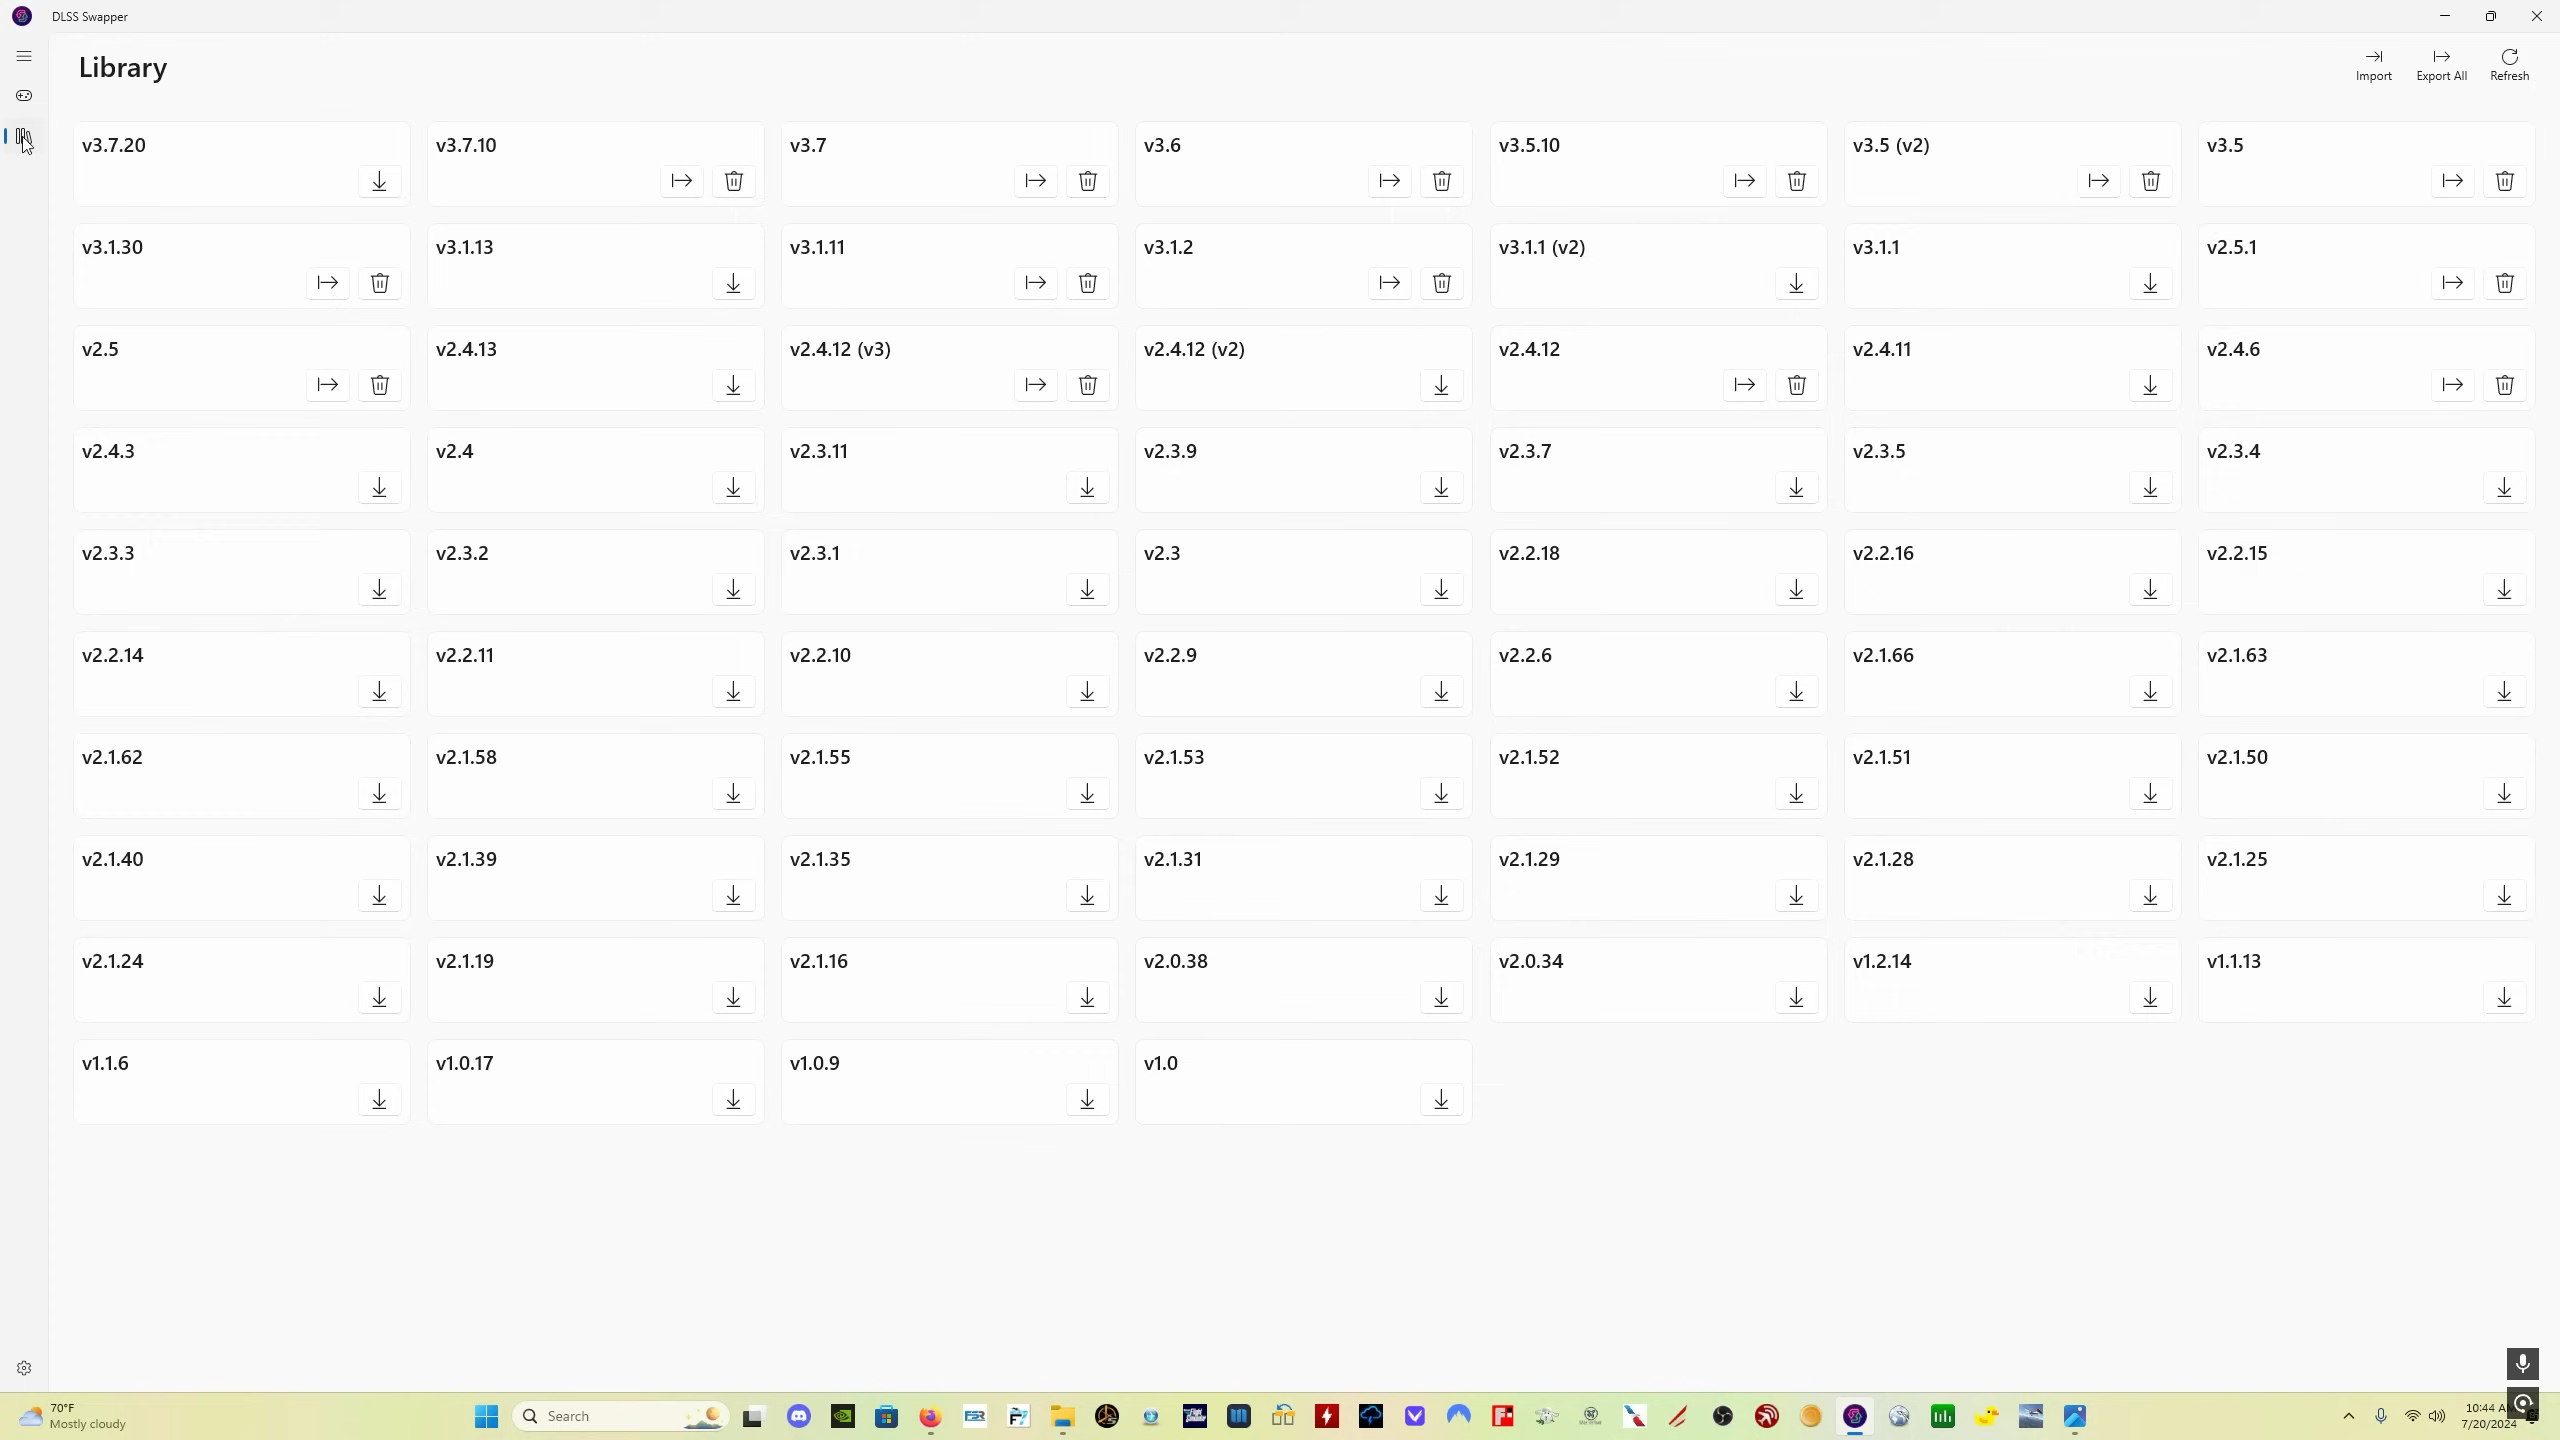 DLSS Swapper
Library
Import
Export All
Refresh
v3.7.20
v3.7.10
v3.7
v3.6
v3.5.10
v3.5 (v2)
v3.5
v3.1.30
v3.1.13
v3.1.11
v3.1.2
v3.1.1 (v2)
v3.1.1
v2.5.1
v2.5
v2.4.13
v2.4.12 (v3)
v2.4.12 (v2)
v2.4.12
v2.4.11
v2.4.6
v2.4.3
v2.4
v2.3.11
v2.3.9
v2.3.7
v2.3.5
v2.3.4
v2.3.3
v2.3.2
v2.3.1
v2.3
v2.2.18
v2.2.16
v2.2.15
v2.2.14
v2.2.11
v2.2.10
v2.2.9
v2.2.6
v2.1.66
v2.1.63
v2.1.62
v2.1.58
v2.1.55
v2.1.53
v2.1.52
v2.1.51
v2.1.50
v2.1.40
v2.1.39
v2.1.35
v2.1.31
v2.1.29
v2.1.28
v2.1.25
v2.1.24
v2.1.19
v2.1.16
v2.0.38
v2.0.34
v1.2.14
v1.1.13
v1.1.6
v1.0.17
v1.0.9
v1.0
70°F
Mostly cloudy
Search
FSR
10:44
7/20/2024